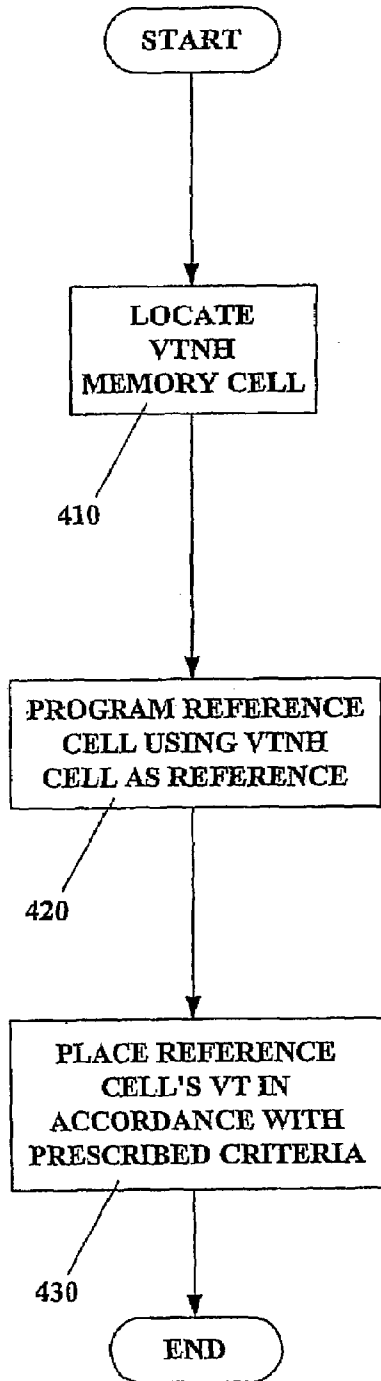 START
LOCATE
VTNH
MEMORY CELL
410
PROGRAM REFERENCE
CELL USING VTNH
CELL AS REFERENCE
420
PLACE REFERENCE
CELL'S VT IN
ACCORDANCE WITH
PRESCRIBED CRITERIA
430
END